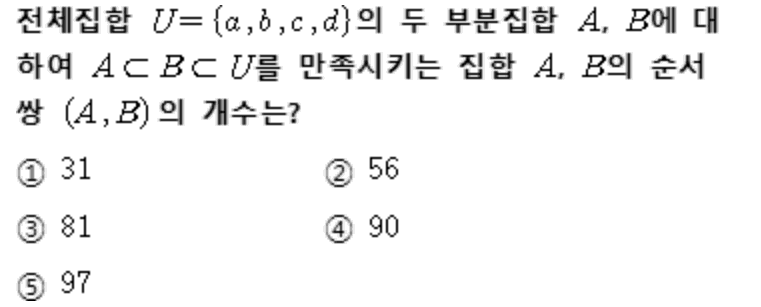 전체집합 U={a,b,c,d}의 두 부분집합 A, B에 대
하여 A⊂B⊂U를 만족시키는 집합 A, B의 순서
쌍 (A,B)의 개수는?
① 31 ② 56
③ 81 ④ 90
⑤ 97